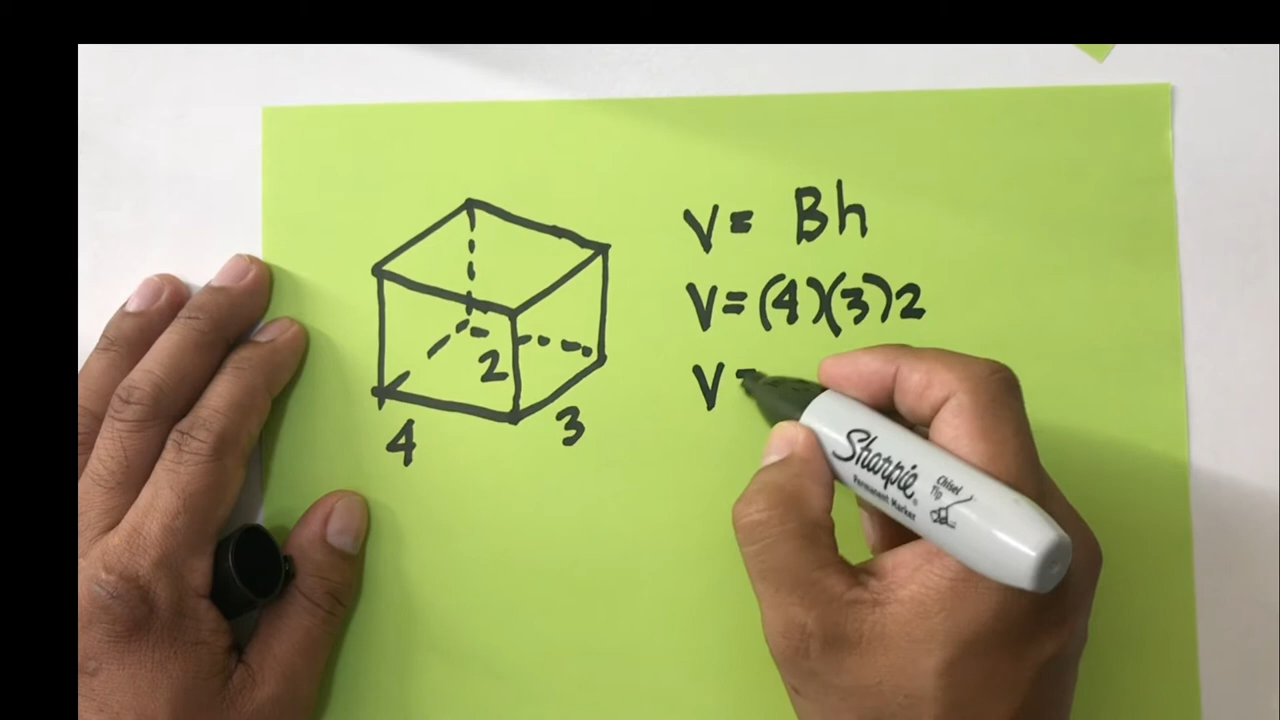 V = Bh
V = (4)(3)2
V =
2
4
3
Sharpie
Permanent Marker
Chisel
Tip